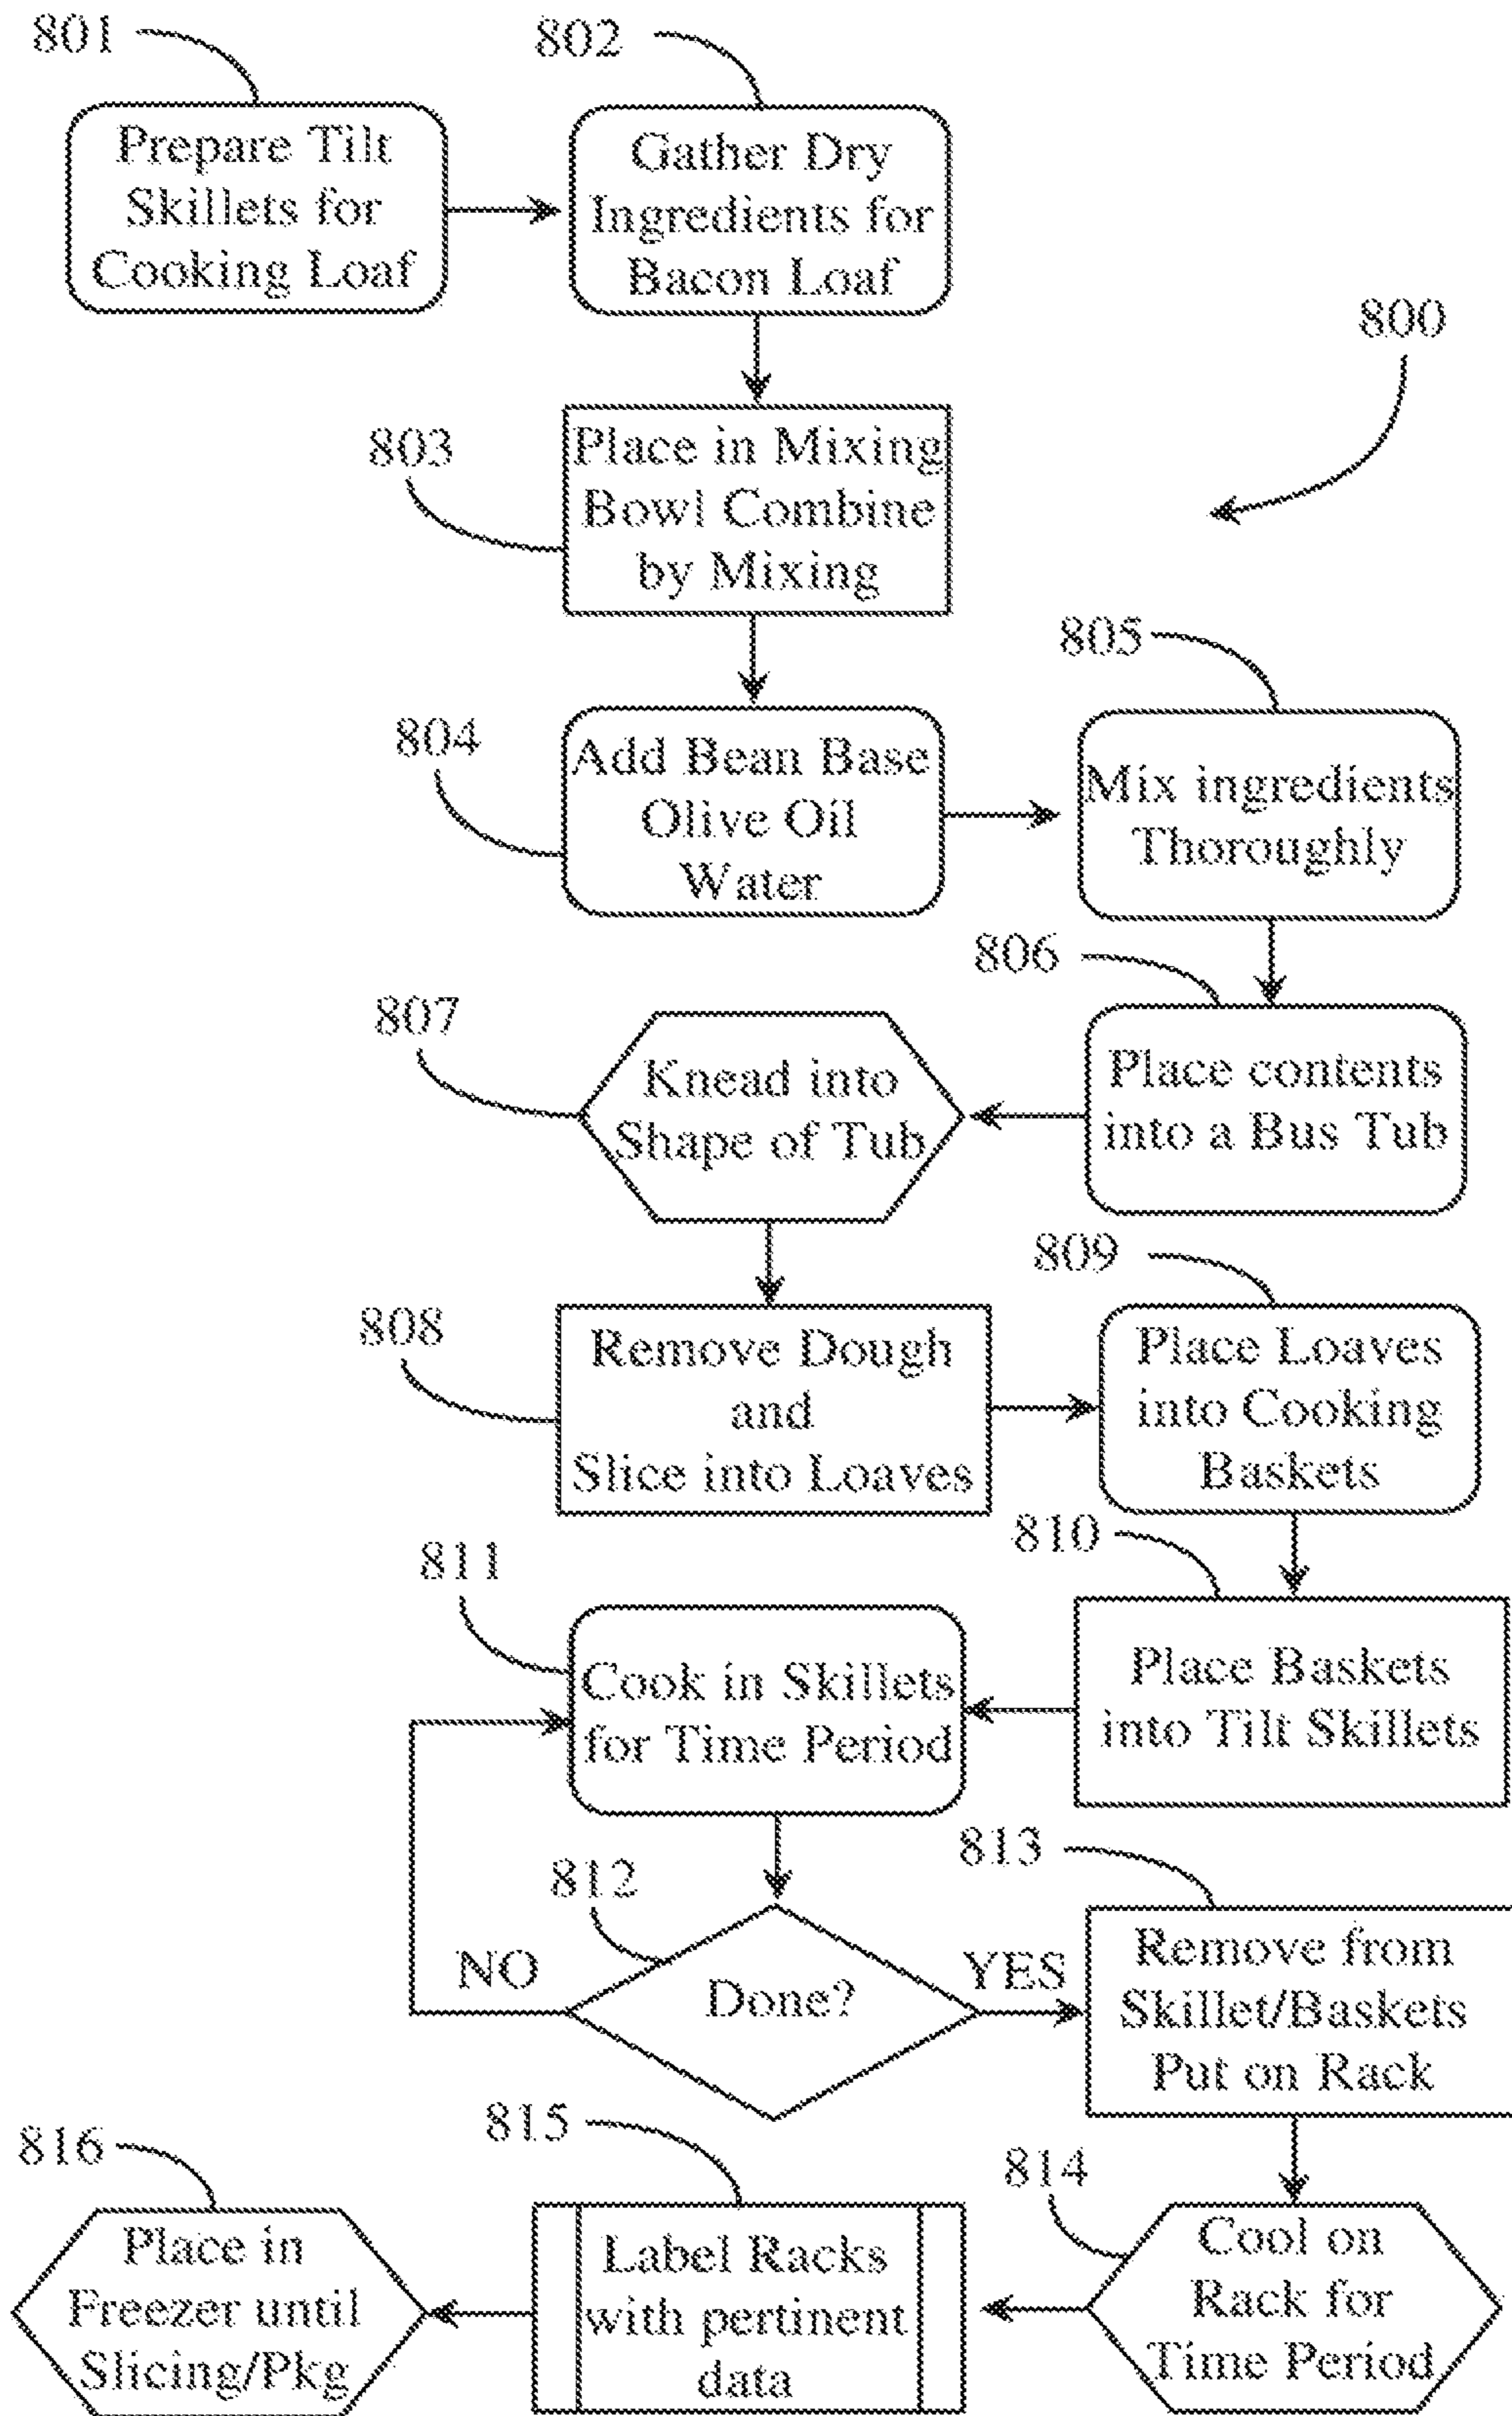 801
Prepare Tilt
Skillets for
Cooking Loaf
802
Gather Dry
Ingredients for
Bacon Loaf
800
803
Place in Mixing
Bowl Combine
by Mixing
804
Add Bean Base
Olive Oil
Water
805
Mix ingredients
Thoroughly
806
Place contents
into a Bus Tub
807
Knead into
Shape of Tub
808
Remove Dough
and
Slice into Loaves
809
Place Loaves
into Cooking
Baskets
810
Place Baskets
into Tilt Skillets
811
Cook in Skillets
for Time Period
812
Done?
NO
YES
813
Remove from
Skillet/Baskets
Put on Rack
814
Cool on
Rack for
Time Period
815
Label Racks
with pertinent
data
816
Place in
Freezer until
Slicing/Pkg